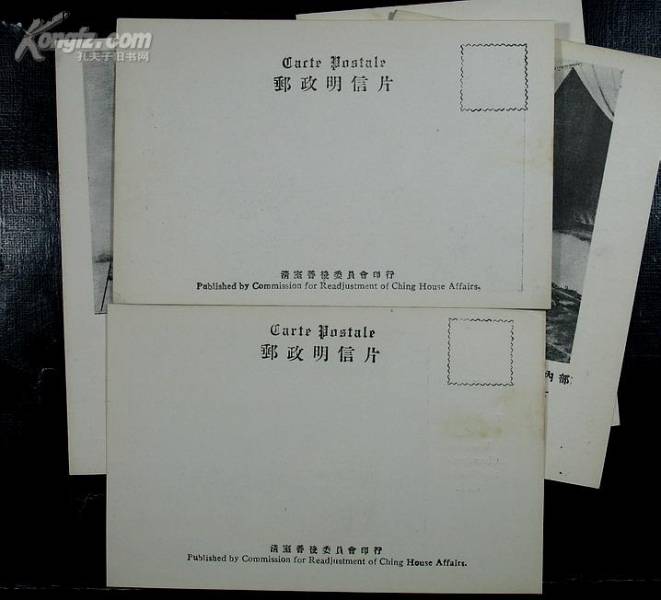 Kongfz.com
孔夫子旧书网
Carte Postale
郵政明信片
清室善後委員會印行
Published by Commission for Readjustment of Ching House Affairs.
內部
Carte Postale
郵政明信片
清室善後委員會印行
Published by Commission for Readjustment of Ching House Affairs.